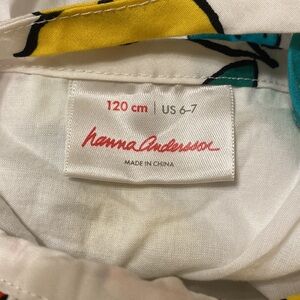 120 cm | US 6-7
hanna andersson
MADE IN CHINA